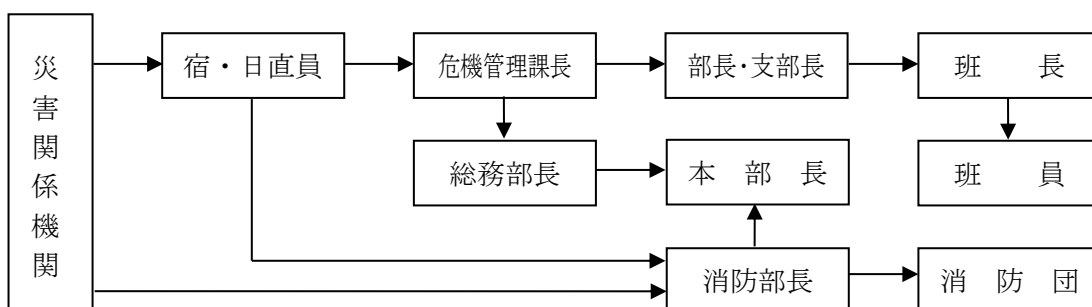 災害関係機関
宿・日直員
危機管理課長
部長・支部長
班長
総務部長
本部長
班員
消防部長
消防団